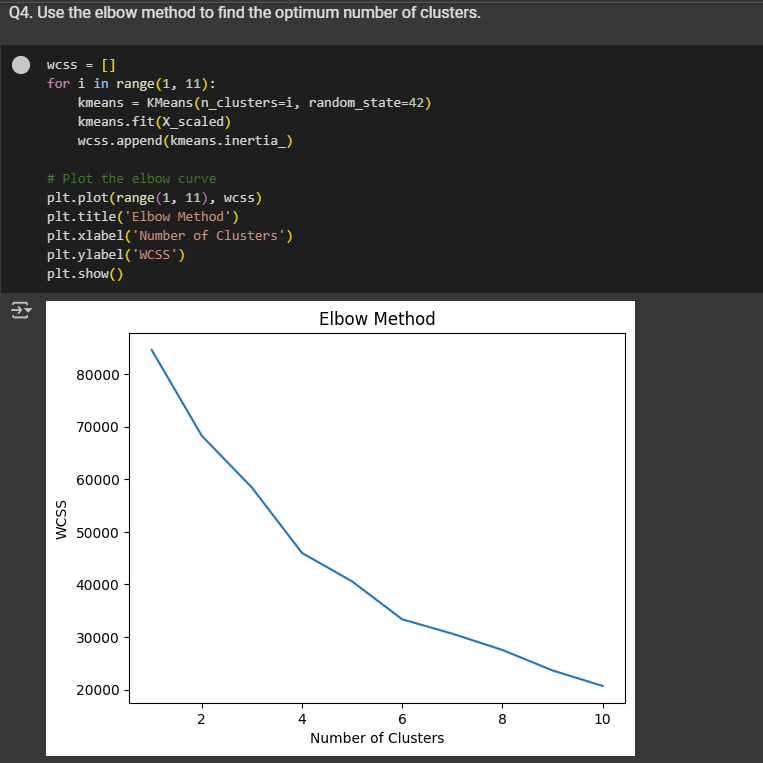 Q4. Use the elbow method to find the optimum number of clusters.
wcss = []
for i in range(1, 11):
    kmeans = KMeans(n_clusters=i, random_state=42)
    kmeans.fit(X_scaled)
    wcss.append(kmeans.inertia_)
# Plot the elbow curve
plt.plot(range(1, 11), wcss)
plt.title('Elbow Method')
plt.xlabel('Number of Clusters')
plt.ylabel('WCSS')
plt.show()
Elbow Method
80000
70000
60000
50000
40000
30000
20000
WCSS
2 4 6 8 10
Number of Clusters